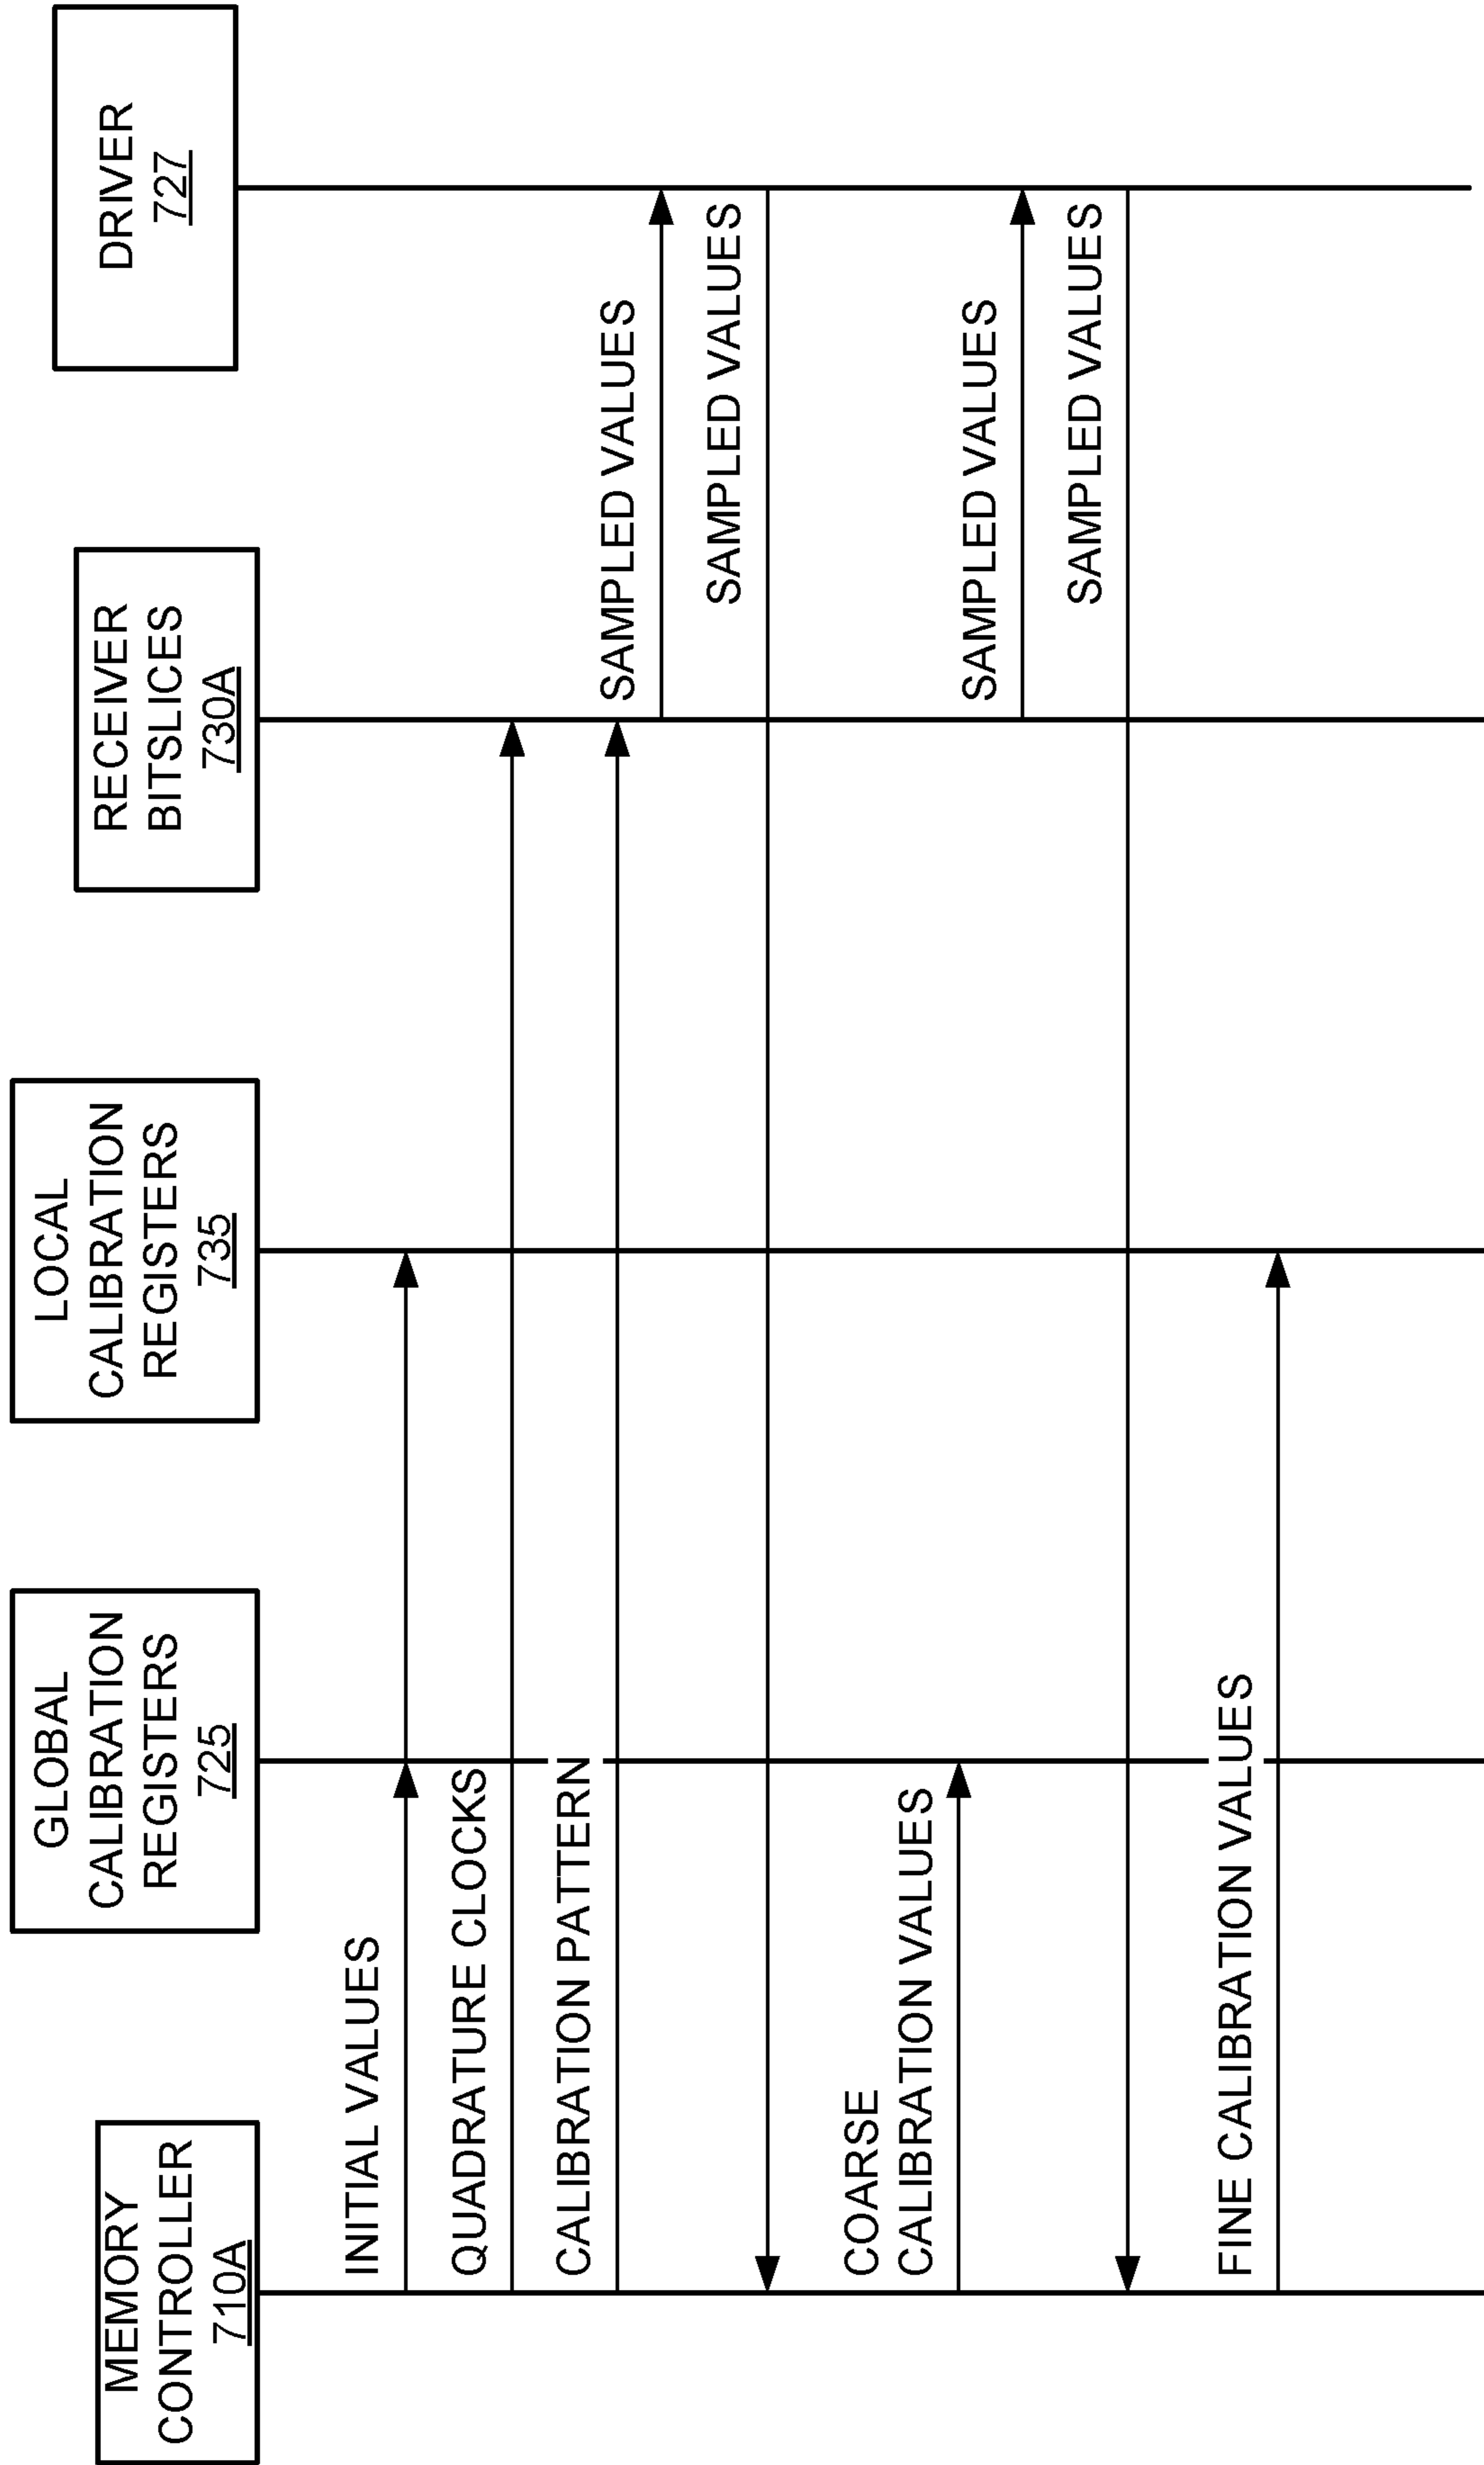 MEMORY
CONTROLLER
710A
GLOBAL
CALIBRATION
REGISTERS
725
LOCAL
CALIBRATION
REGISTERS
735
RECEIVER
BITSLICES
730A
DRIVER
727
INITIAL VALUES
QUADRATURE CLOCKS
CALIBRATION PATTERN
SAMPLED VALUES
SAMPLED VALUES
COARSE
CALIBRATION VALUES
SAMPLED VALUES
SAMPLED VALUES
FINE CALIBRATION VALUES